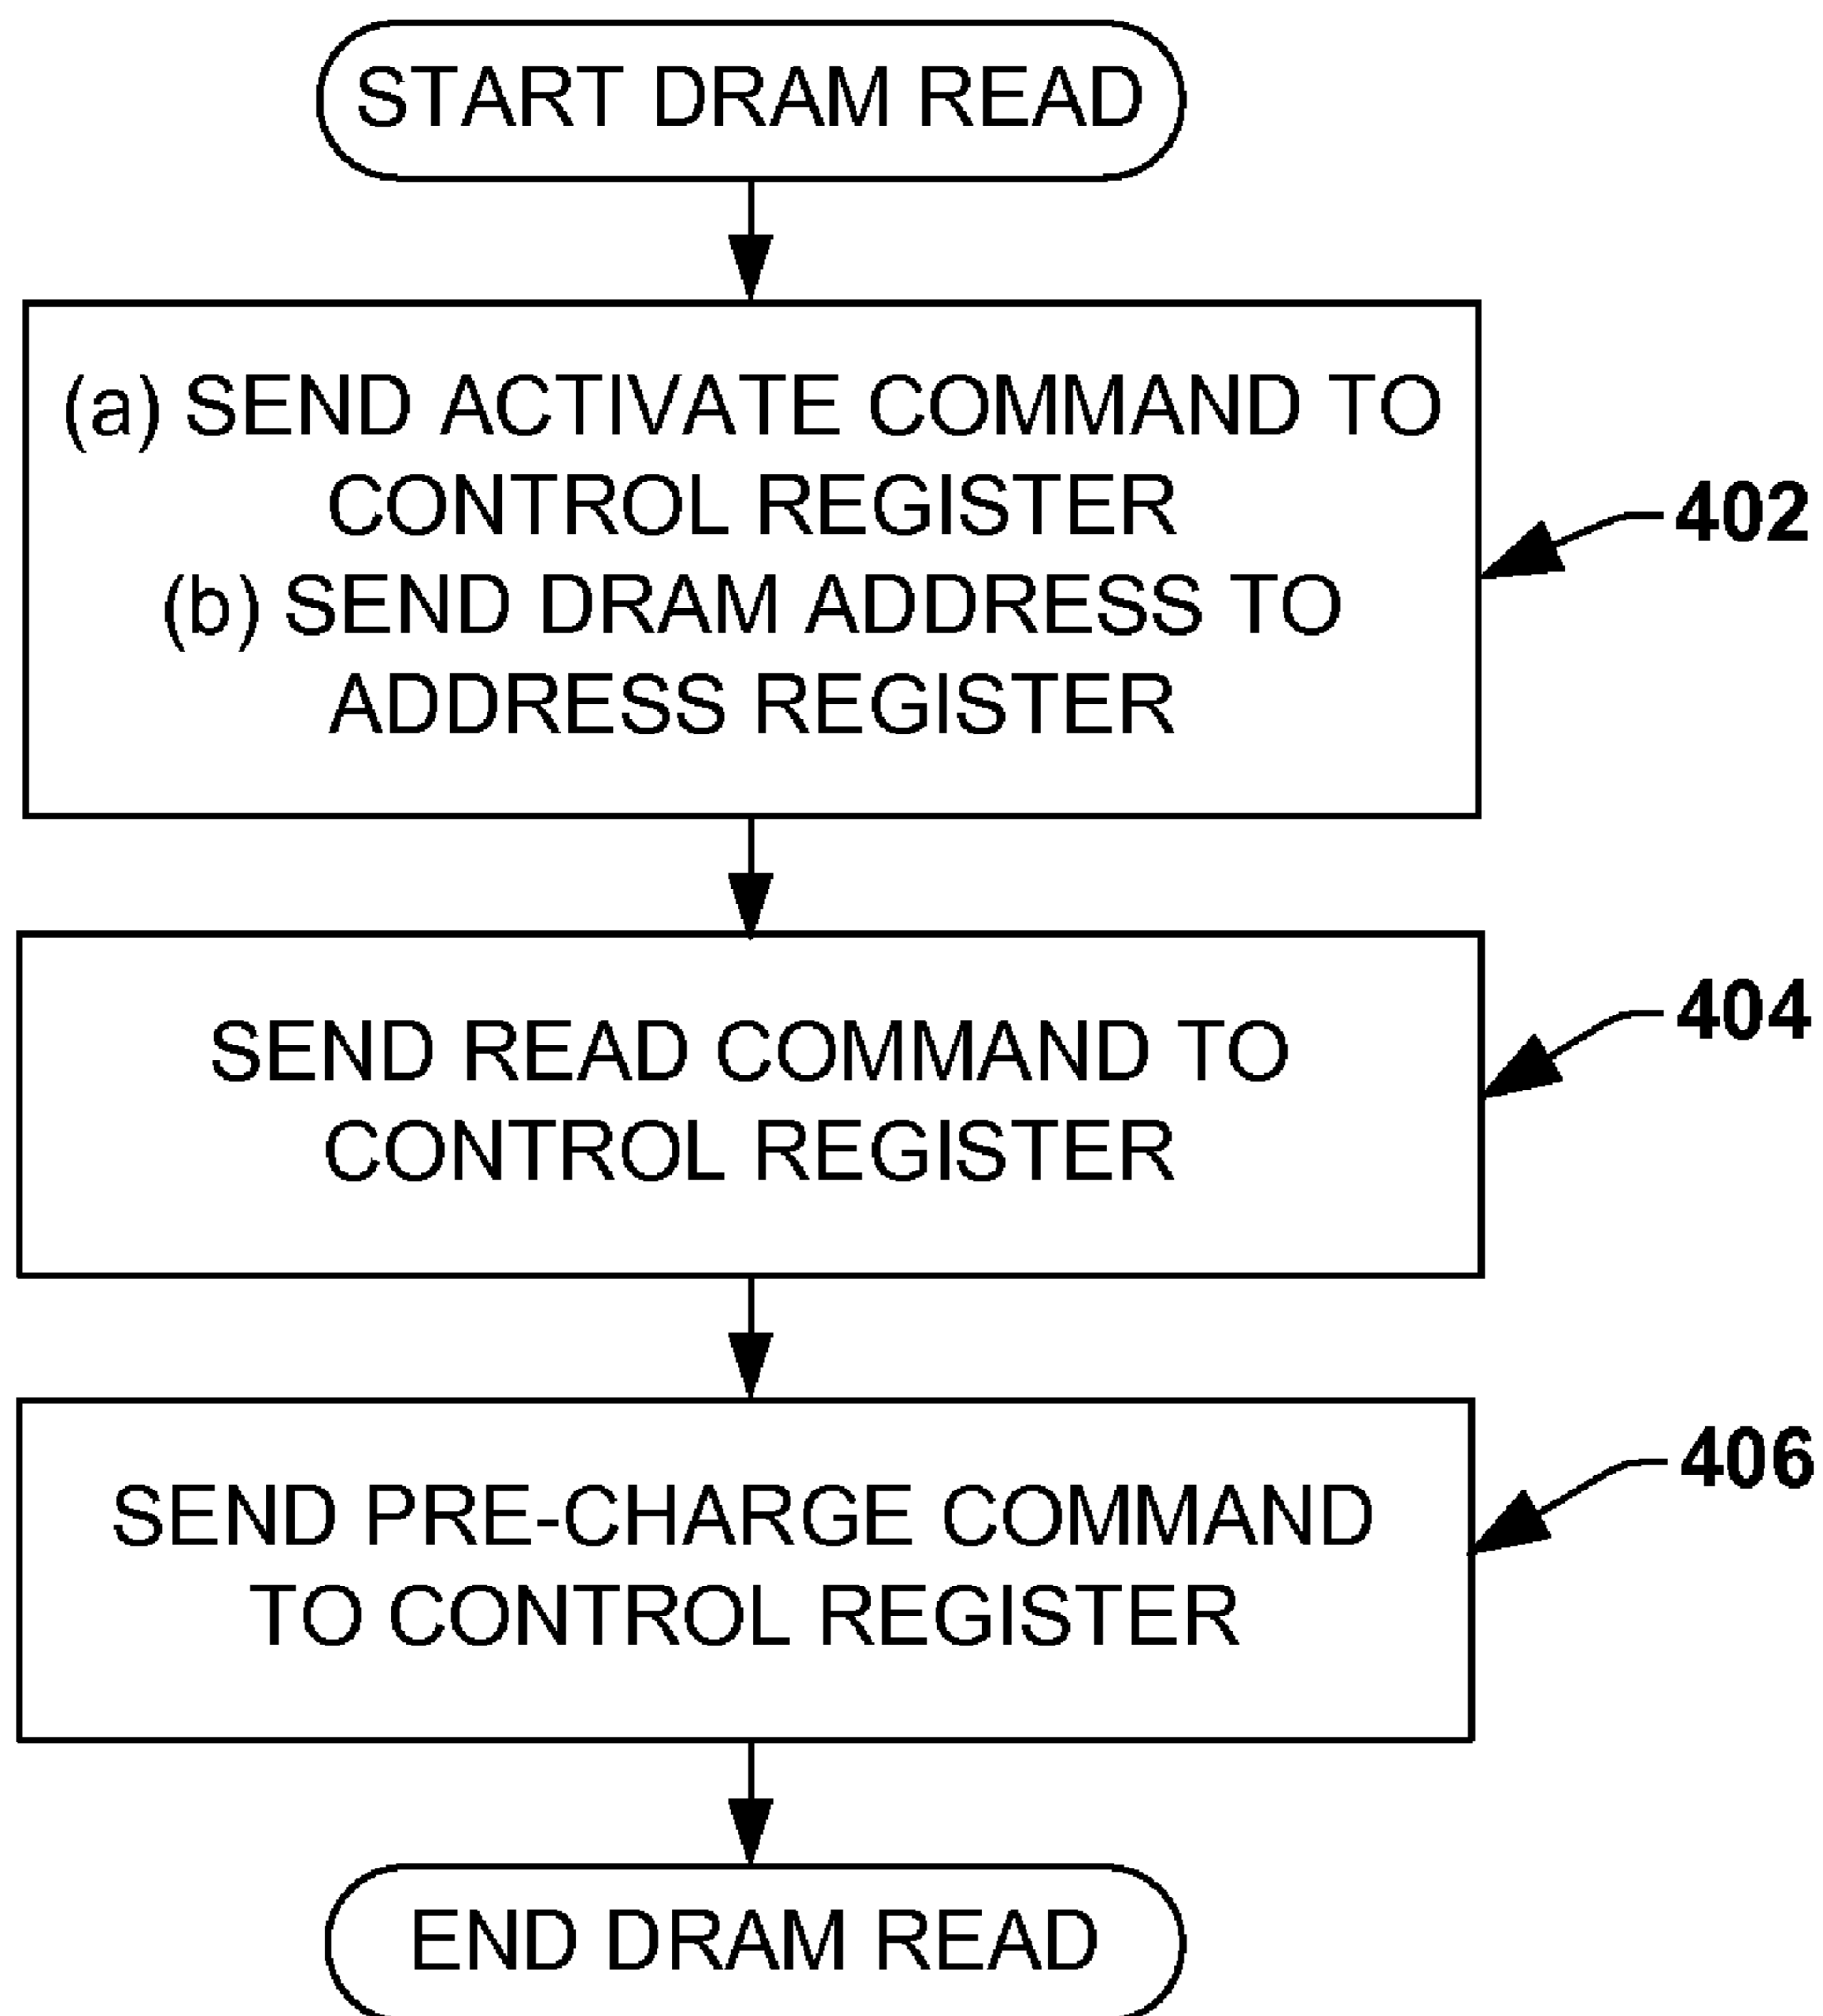 START DRAM READ
(a) SEND ACTIVATE COMMAND TO
CONTROL REGISTER
(b) SEND DRAM ADDRESS TO
ADDRESS REGISTER
402
SEND READ COMMAND TO
CONTROL REGISTER
404
SEND PRE-CHARGE COMMAND
TO CONTROL REGISTER
406
END DRAM READ